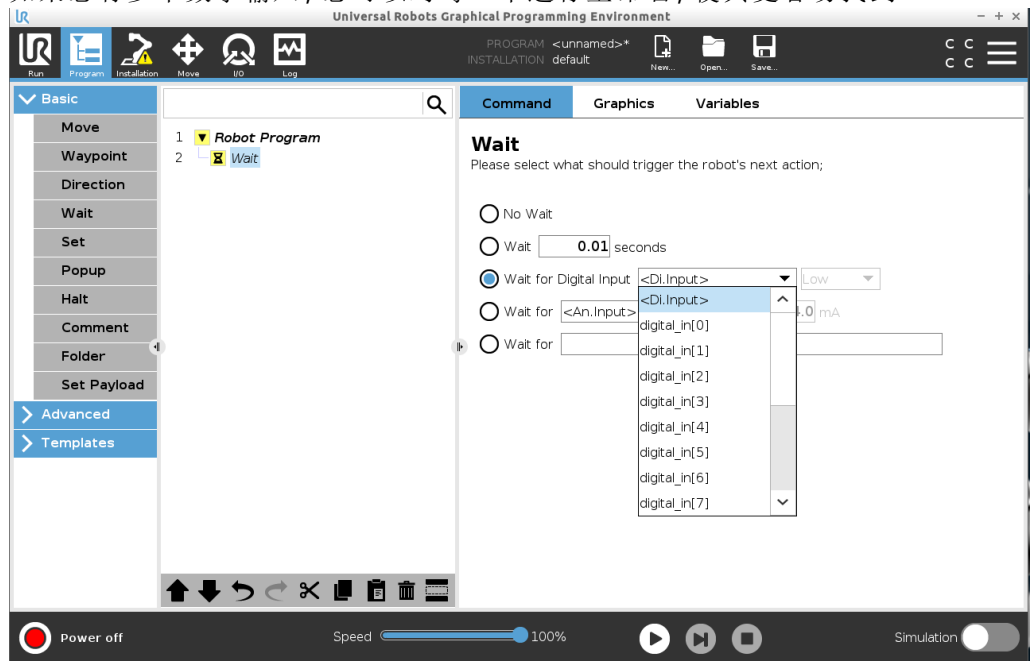 Universal Robots Graphical Programming Environment
PROGRAM <unnamed>*
INSTALLATION default
Run Program Installation Move I/O Log New... Open... Save...
C C
C C
Basic
Command Graphics Variables
Move
Waypoint
Direction
Wait
Set
Popup
Halt
Comment
Folder
Set Payload
Advanced
Templates
1 Robot Program
2 Wait
Wait
Please select what should trigger the robot's next action;
No Wait
Wait 0.01 seconds
Wait for Digital Input <Di.Input> Low
Wait for <An.Input> .0 mA
Wait for
<Di.Input>
digital_in[0]
digital_in[1]
digital_in[2]
digital_in[3]
digital_in[4]
digital_in[5]
digital_in[6]
digital_in[7]
Power off
Speed 100%
Simulation